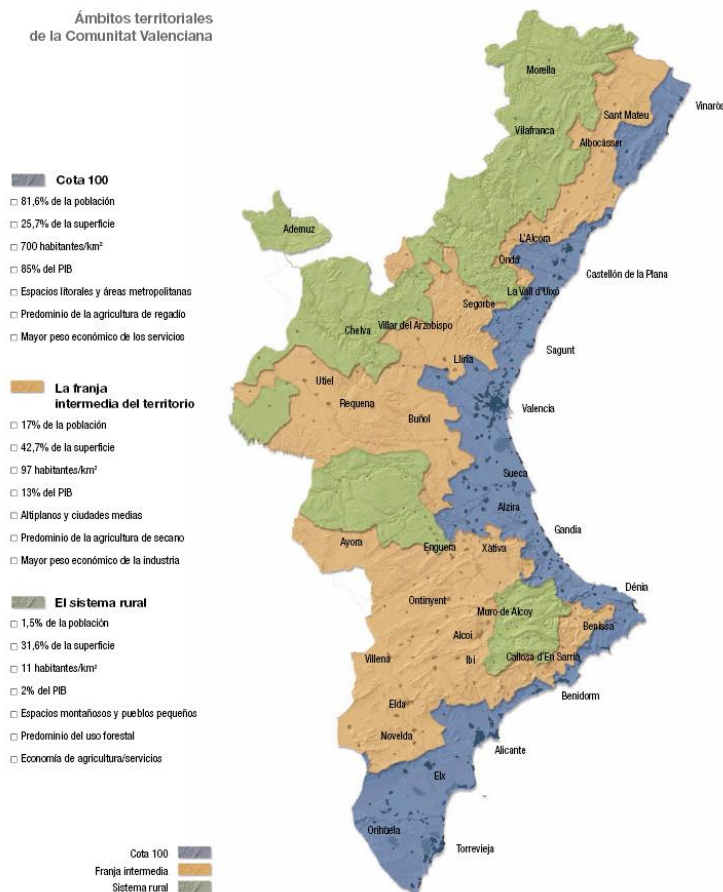 Ámbitos territoriales
de la Comunitat Valenciana
Cota 100
81,6% de la población
25,7% de la superficie
700 habitantes/km²
85% del PIB
Espacios litorales y áreas metropolitanas
Predominio de la agricultura de regadío
Mayor peso económico de los servicios
La franja
intermedia del territorio
17% de la población
42,7% de la superficie
97 habitantes/km²
13% del PIB
Altiplanos y ciudades medias
Predominio de la agricultura de secano
Mayor peso económico de la industria
El sistema rural
1,5% de la población
31,6% de la superficie
11 habitantes/km²
2% del PIB
Espacios montañosos y pueblos pequeños
Predominio del uso forestal
Economía de agricultura/servicios
Morella
Vinaròs
Sant Mateu
Vilafranca
Albocàsser
Ademuz
L'Alcora
Onda
Castellón de la Plana
La Vall d'Uixó
Segorbe
Villar del Arzobispo
Chelva
Sagunt
Llíria
Utiel
Requena
Valencia
Buñol
Sueca
Alzira
Gandia
Ayora
Enguera
Xàtiva
Dénia
Ontinyent
Muro de Alcoy
Benissa
Alcoi
Villena
Ibi
Callosa d'En Sarrià
Benidorm
Elda
Novelda
Alicante
Elx
Orihuela
Torrevieja
Cota 100
Franja intermedia
Sistema rural